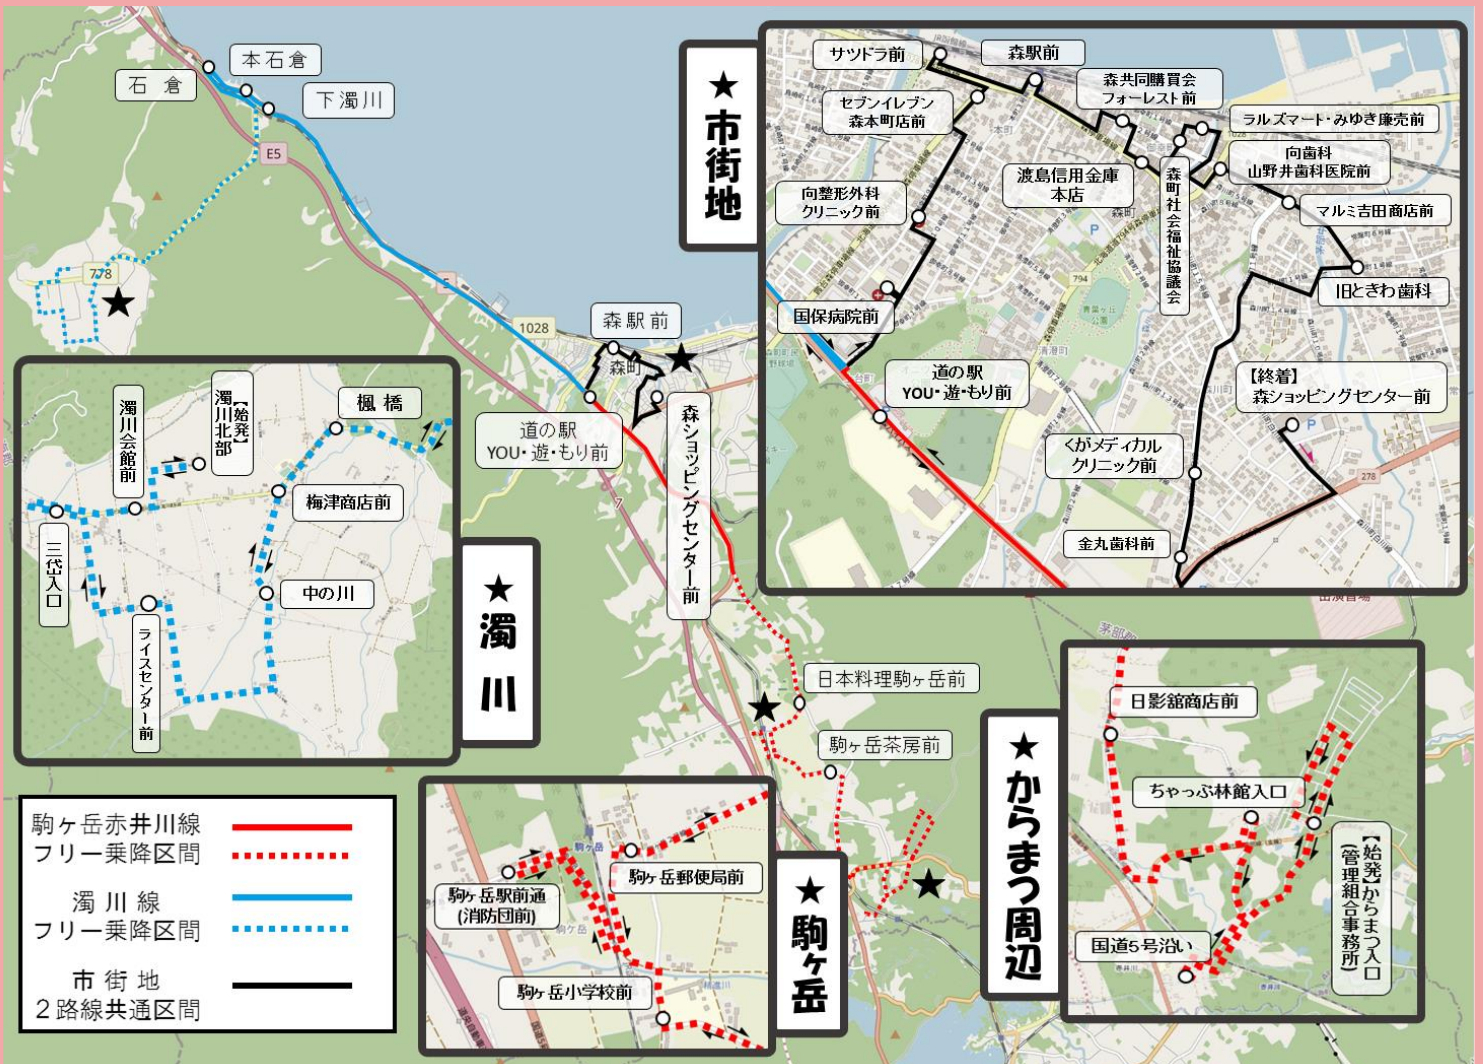 本石倉
石倉
下濁川
E5
778
5
1028
森駅前
森町
道の駅
YOU・遊・もり前
森ショッピングセンター前
7
日本料理駒ヶ岳前
駒ヶ岳茶房前
★市街地
サツドラ前
森駅前
森共同購買会
フォーレスト前
セブンイレブン
森本町店前
ラルズマート・みゆき廉売前
本町
渡島信用金庫
本店
森町
森町社会福祉協議会
向歯科
山野井歯科医院前
マルミ吉田商店前
向整形外科
クリニック前
旧ときわ歯科
国保病院前
794
道の駅
YOU・遊・もり前
【終着】
森ショッピングセンター前
くがメディカル
クリニック前
278
金丸歯科前
★濁川
濁川会館前
【始発】
濁川北部
楓橋
梅津商店前
三岱入口
中の川
ライスセンター前
★駒ヶ岳
駒ヶ岳
駒ヶ岳郵便局前
駒ヶ岳駅前通
(消防団前)
駒ケ岳
駒ヶ岳小学校前
★からまつ周辺
日影舘商店前
ちゃっぷ林館入口
【始発】からまつ入口
(管理組合事務所)
国道5号沿い
駒ヶ岳赤井川線
フリー乗降区間
濁川線
フリー乗降区間
市街地
２路線共通区間